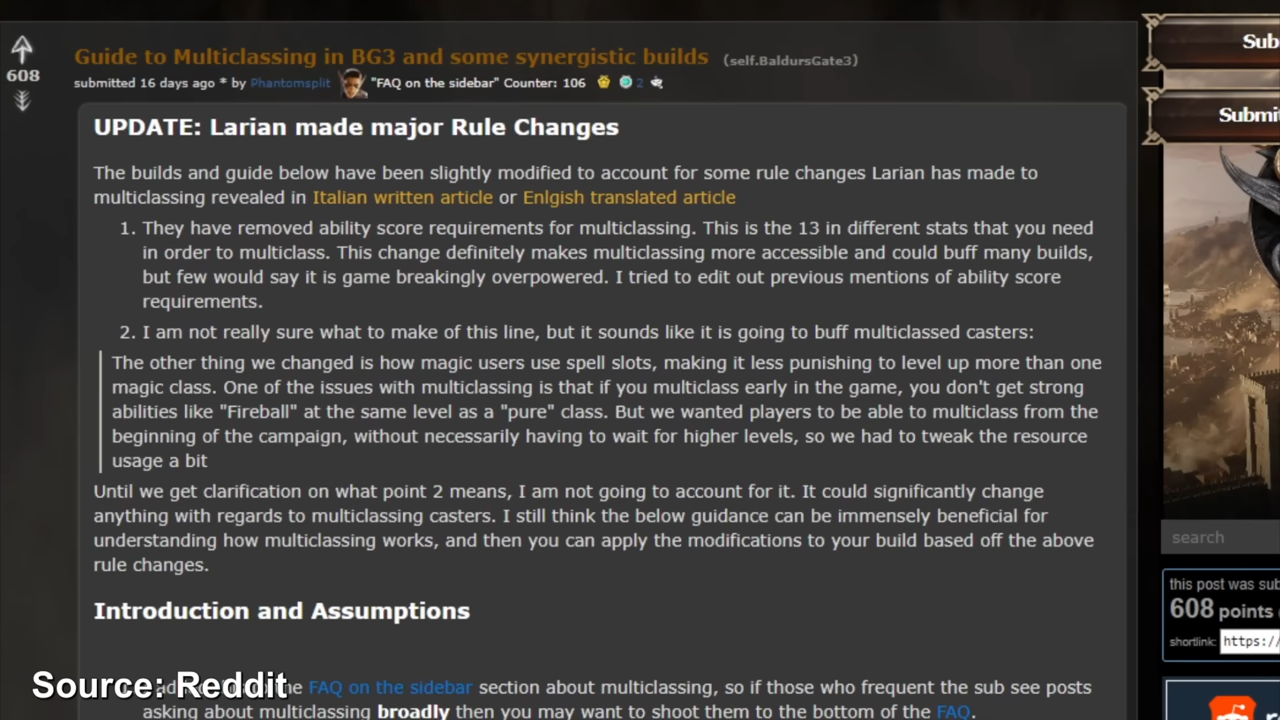 Guide to Multiclassing in BG3 and some synergistic builds (self.BaldursGate3)
608
submitted 16 days ago * by Phantomsplit "FAQ on the sidebar" Counter: 106 2
UPDATE: Larian made major Rule Changes
The builds and guide below have been slightly modified to account for some rule changes Larian has made to
multiclassing revealed in Italian written article or Enlgish translated article
1. They have removed ability score requirements for multiclassing. This is the 13 in different stats that you need
in order to multiclass. This change definitely makes multiclassing more accessible and could buff many builds,
but few would say it is game breakingly overpowered. I tried to edit out previous mentions of ability score
requirements.
2. I am not really sure what to make of this line, but it sounds like it is going to buff multiclassed casters:
The other thing we changed is how magic users use spell slots, making it less punishing to level up more than one
magic class. One of the issues with multiclassing is that if you multiclass early in the game, you don't get strong
abilities like "Fireball" at the same level as a "pure" class. But we wanted players to be able to multiclass from the
beginning of the campaign, without necessarily having to wait for higher levels, so we had to tweak the resource
usage a bit
Until we get clarification on what point 2 means, I am not going to account for it. It could significantly change
anything with regards to multiclassing casters. I still think the below guidance can be immensely beneficial for
understanding how multiclassing works, and then you can apply the modifications to your build based off the above
rule changes.
Introduction and Assumptions
FAQ on the sidebar section about multiclassing, so if those who frequent the sub see posts
asking about multiclassing broadly then you may want to shoot them to the bottom of the FAQ.
Source: Reddit
Sub
Submi
search
this post was sub
608 points
shortlink: https:/